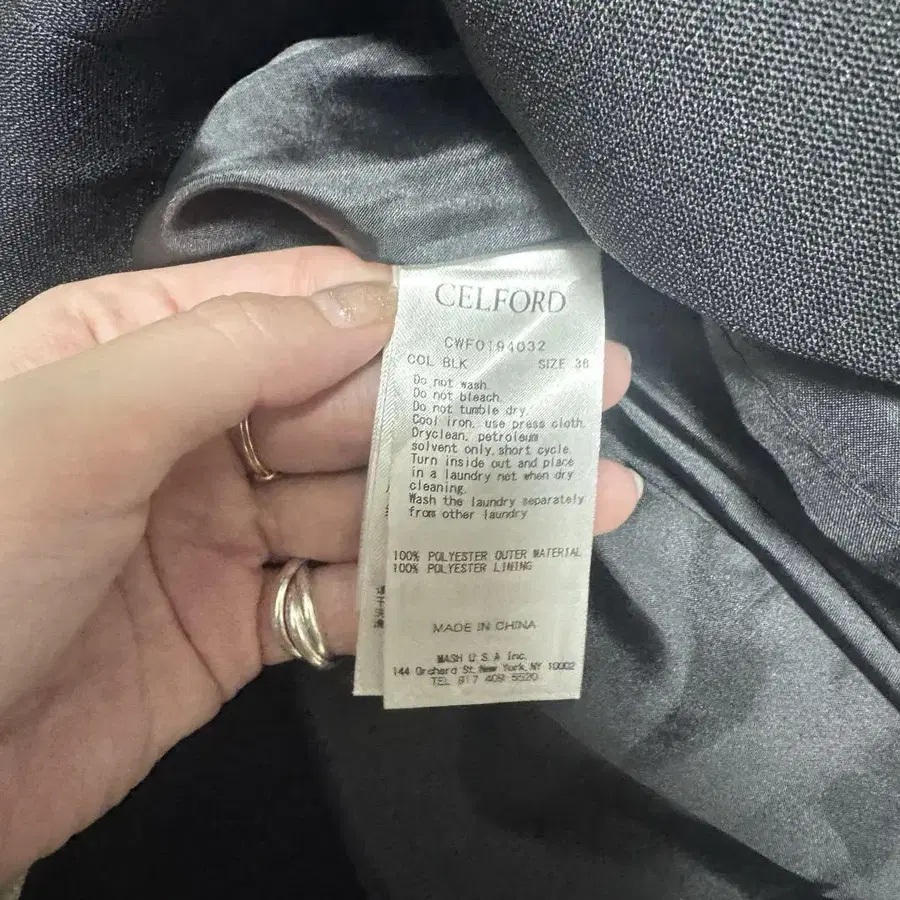 CELFORD
CWFO194032
COL BLK SIZE 36
Do not wash.
Do not bleach.
Do not tumble dry.
Cool iron, use press cloth.
Dryclean, petroleum
solvent only, short cycle.
Turn inside out and place
in a laundry net when dry
cleaning.
Wash the laundry separately
from other laundry
100% POLYESTER OUTER MATERIAL
100% POLYESTER LINING
MADE IN CHINA
MASH U S A Inc.
144 Orchard St. New York, NY 10002
TEL 917 409 5520